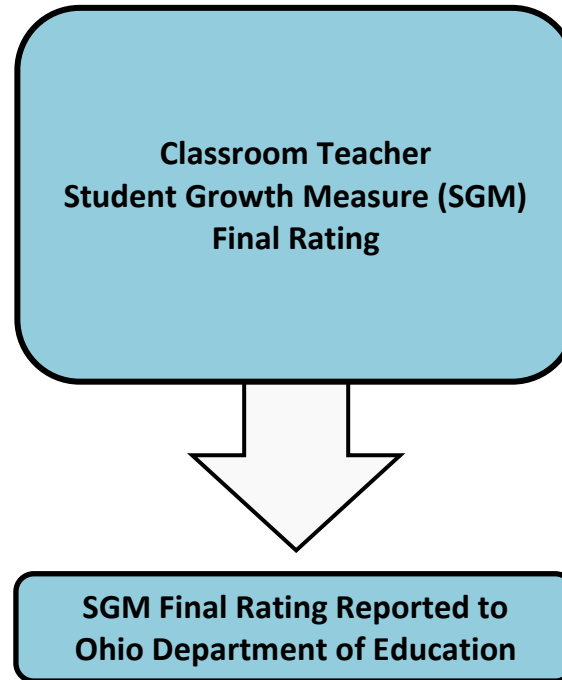 Classroom Teacher
Student Growth Measure (SGM)
Final Rating
SGM Final Rating Reported to
Ohio Department of Education